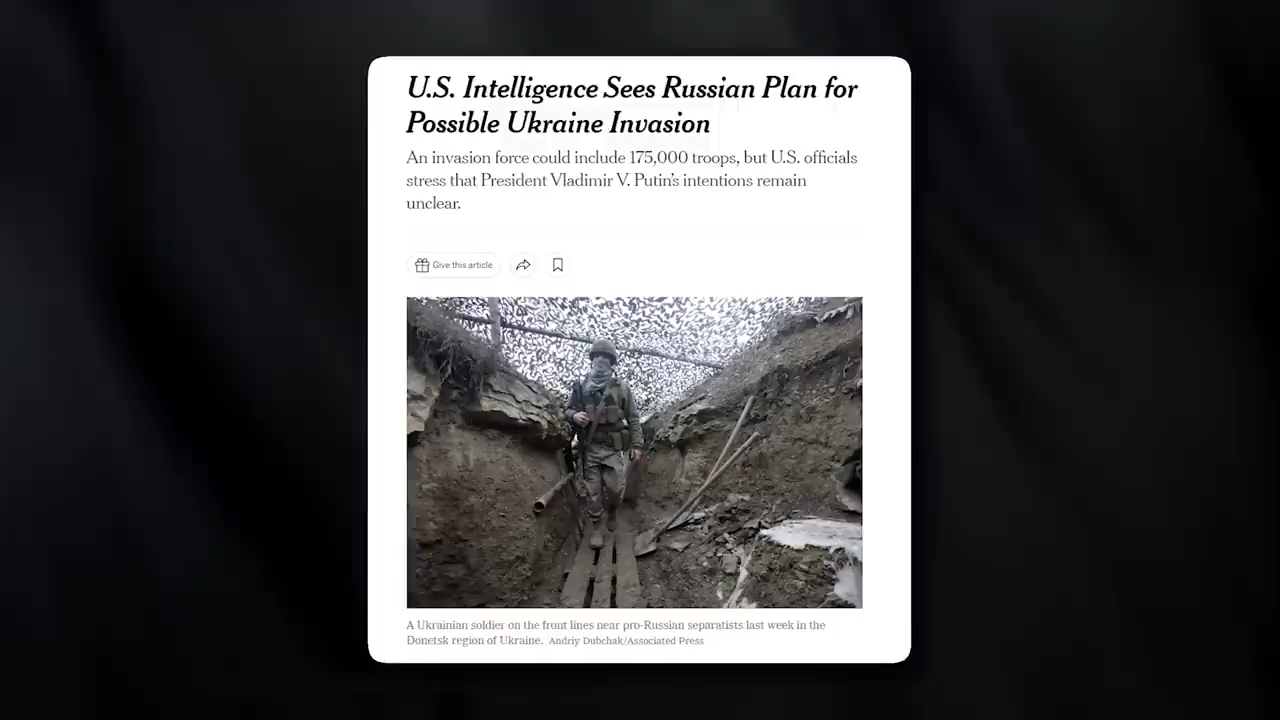 U.S. Intelligence Sees Russian Plan for
Possible Ukraine Invasion
An invasion force could include 175,000 troops, but U.S. officials
stress that President Vladimir V. Putin's intentions remain
unclear.
Give this article
A Ukrainian soldier on the front lines near pro-Russian separatists last week in the
Donetsk region of Ukraine. Andriy Dubchak/Associated Press